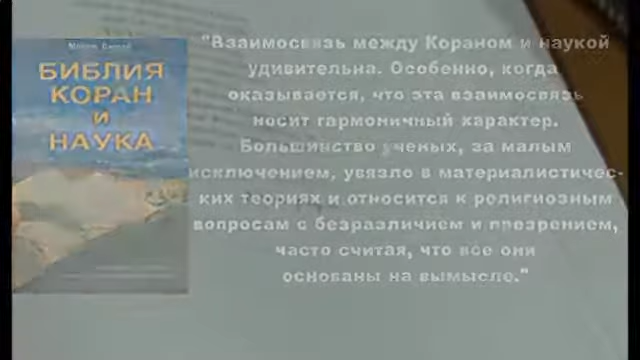 БИБЛИЯ
КОРАН
И
НАУКА
"Взаимосвязь между Кораном и наукой
удивительна. Особенно, когда
оказывается, что эта взаимосвязь
носит гармоничный характер.
Большинство ученых, за малым
исключением, увязло в материалистичес-
ких теориях и относится к религиозным
вопросам с безразличием и презрением,
часто считая, что все они
основаны на вымысле."